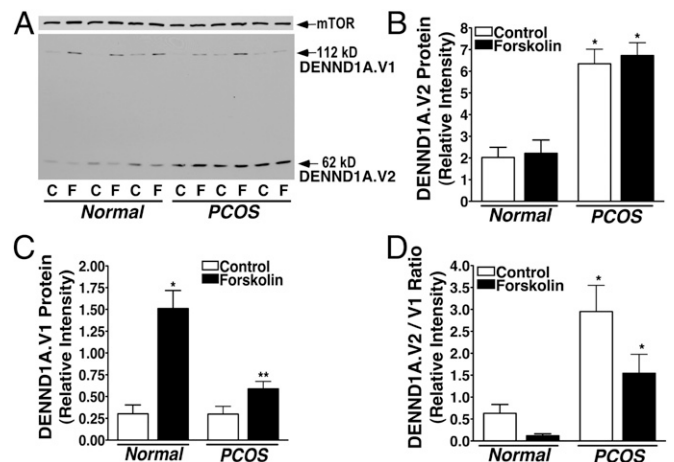 A
mTOR
112 kD
DENND1A.V1
62 kD
DENND1A.V2
C F C F C F C F C F C F
Normal PCOS
B
DENND1A.V2 Protein
(Relative Intensity)
8
7
6
5
4
3
2
1
0
Control
Forskolin
* *
Normal PCOS
C
DENND1A.V1 Protein
(Relative Intensity)
2.00
1.75
1.50
1.25
1.00
0.75
0.50
0.25
0.00
Control
Forskolin
*
**
Normal PCOS
D
DENND1A.V2 / V1 Ratio
(Relative Intensity)
4.0
3.5
3.0
2.5
2.0
1.5
1.0
0.5
0.0
Control
Forskolin
*
*
Normal PCOS